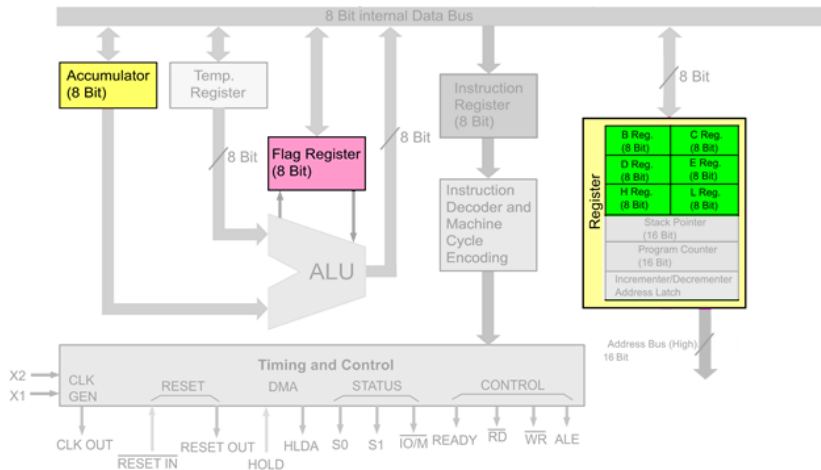 8 Bit internal Data Bus
Accumulator
(8 Bit)
Temp.
Register
Instruction
Register
(8 Bit)
8 Bit
8 Bit
8 Bit
Flag Register
(8 Bit)
B Reg.
(8 Bit)
C Reg.
(8 Bit)
D Reg.
(8 Bit)
E Reg.
(8 Bit)
H Reg.
(8 Bit)
L Reg.
(8 Bit)
Register
Stack Pointer
(16 Bit)
Program Counter
(16 Bit)
Incrementer/Decrementer
Address Latch
Instruction
Decoder and
Machine
Cycle
Encoding
ALU
Address Bus (High).
16 Bit
Timing and Control
X2
X1
CLK
GEN
RESET
DMA
STATUS
CONTROL
CLK OUT
RESET IN
RESET OUT
HOLD
HLDA
S0
S1
IO/M
READY
RD
WR
ALE